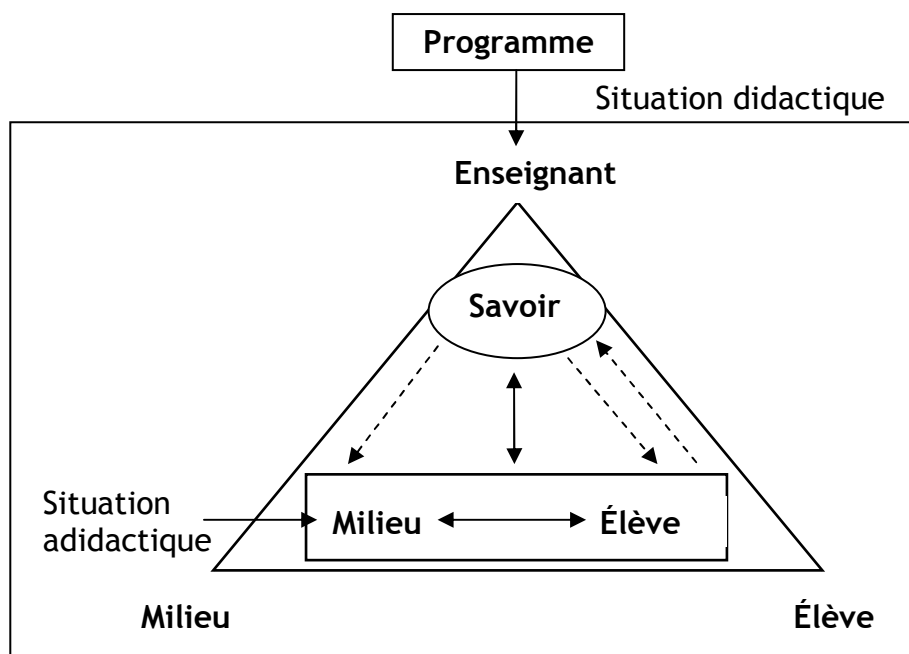 Programme
Situation didactique
Enseignant
Savoir
Situation
adidactique
Milieu
Élève
Milieu
Élève